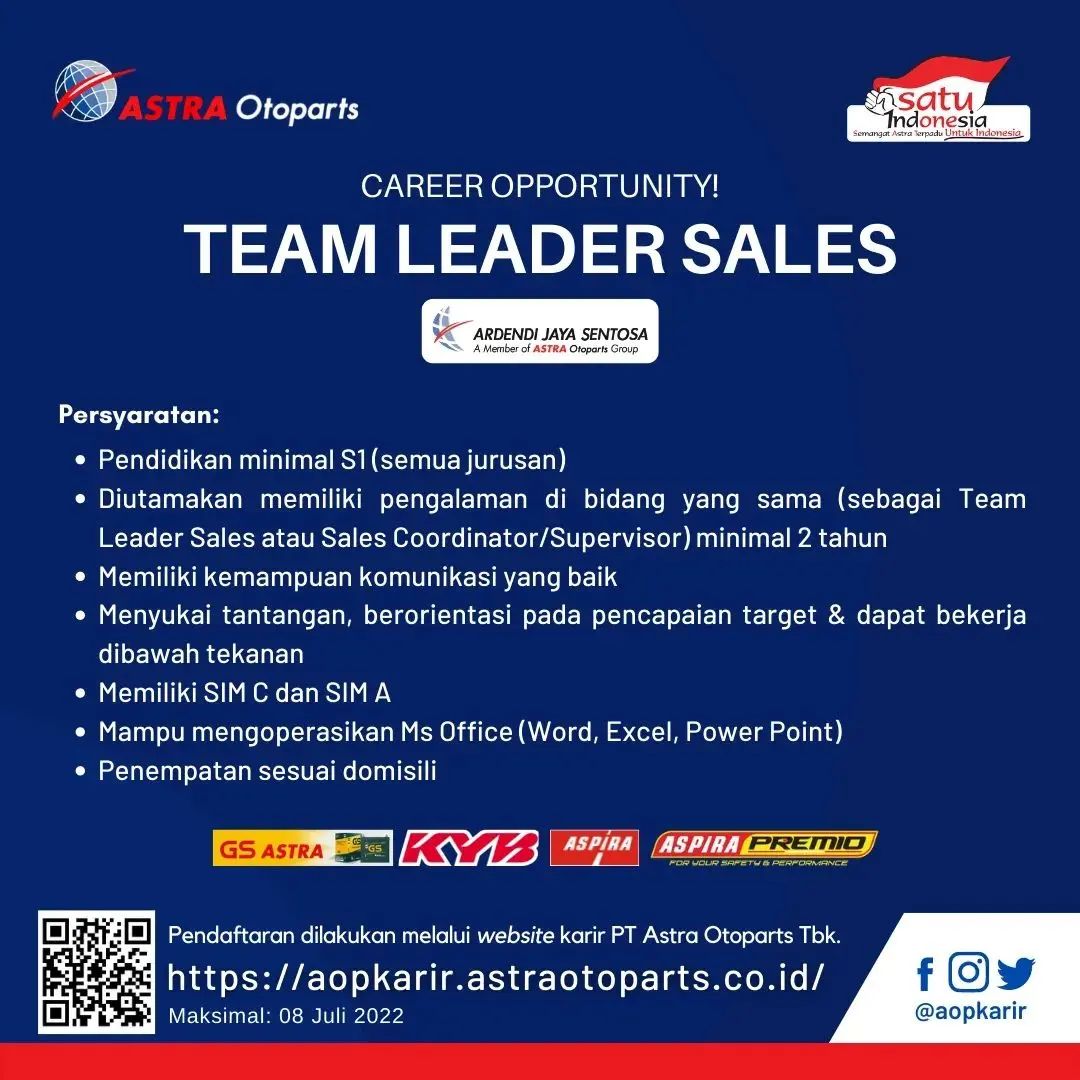 ASTRA Otoparts
satu
Indonesia
Semangat Astra Terpadu Untuk Indonesia
CAREER OPPORTUNITY!
TEAM LEADER SALES
ARDENDI JAYA SENTOSA
A Member of ASTRA Otoparts Group
Persyaratan:
• Pendidikan minimal S1 (semua jurusan)
• Diutamakan memiliki pengalaman di bidang yang sama (sebagai Team
Leader Sales atau Sales Coordinator/Supervisor) minimal 2 tahun
• Memiliki kemampuan komunikasi yang baik
• Menyukai tantangan, berorientasi pada pencapaian target & dapat bekerja
dibawah tekanan
• Memiliki SIM C dan SIM A
• Mampu mengoperasikan Ms Office (Word, Excel, Power Point)
• Penempatan sesuai domisili
GS ASTRA GS KYB ASPIRA ASPIRA PREMIO
FOR YOUR SAFETY & PERFORMANCE
Pendaftaran dilakukan melalui website karir PT Astra Otoparts Tbk.
https://aopkarir.astraotoparts.co.id/
Maksimal: 08 Juli 2022
@aopkarir